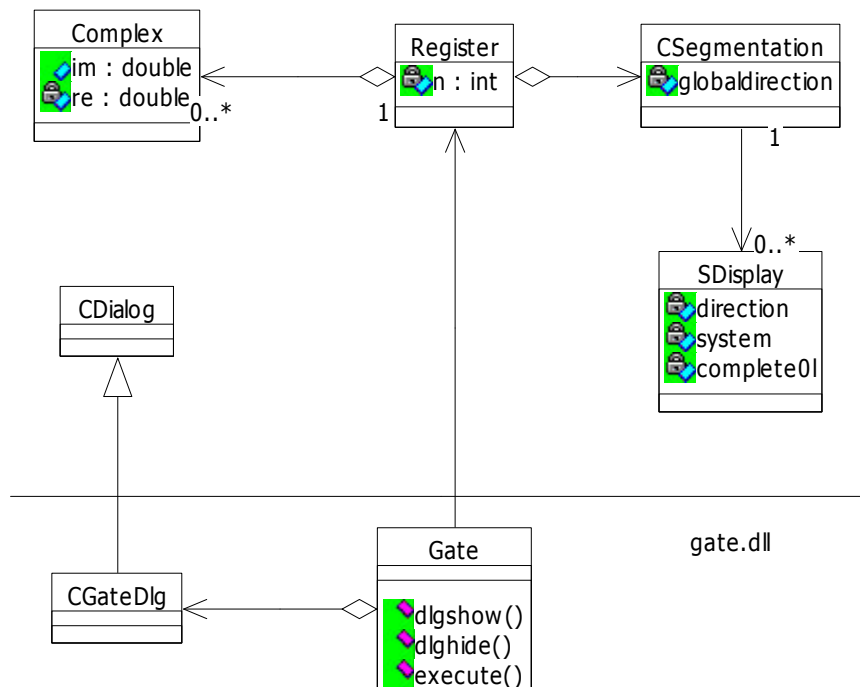 Complex
im : double
re : double
0..*
Register
n : int
1
CSegmentation
globaldirection
1
0..*
SDisplay
direction
system
complete0l
CDialog
gate.dll
CGateDlg
Gate
dlgshow()
dlghide()
execute()